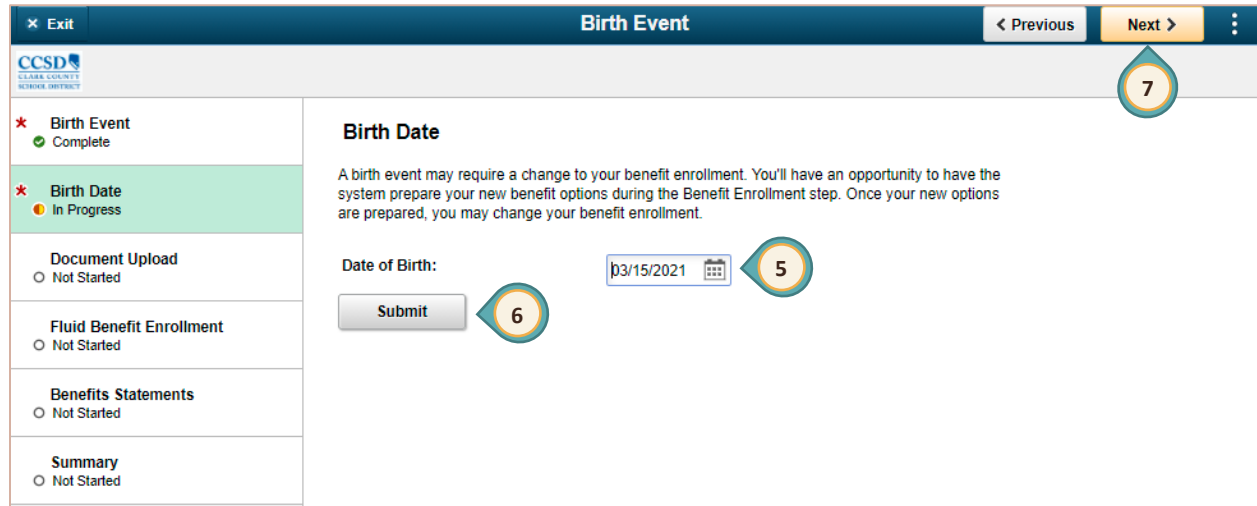 × Exit
Birth Event
< Previous
Next >
7
CCSD
CLARK COUNTY
SCHOOL DISTRICT
* Birth Event
Complete
* Birth Date
In Progress
Document Upload
Not Started
Fluid Benefit Enrollment
Not Started
Benefits Statements
Not Started
Summary
Not Started
Birth Date
A birth event may require a change to your benefit enrollment. You'll have an opportunity to have the
system prepare your new benefit options during the Benefit Enrollment step. Once your new options
are prepared, you may change your benefit enrollment.
Date of Birth: 03/15/2021
5
Submit
6